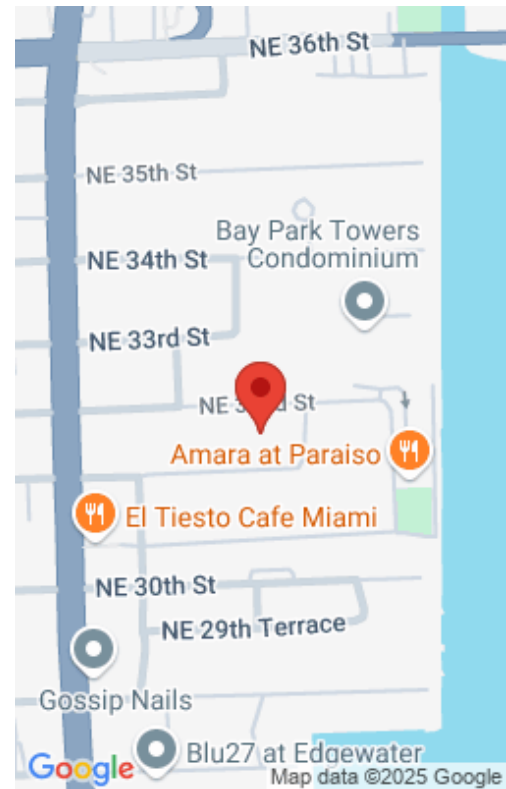 NE 36th St
NE 35th St
Bay Park Towers
Condominium
NE 34th St
NE 33rd St
NE St
Amara at Paraiso
El Tiesto Cafe Miami
NE 30th St
NE 29th Terrace
Gossip Nails
Blu27 at Edgewater
Google
Map data ©2025 Google